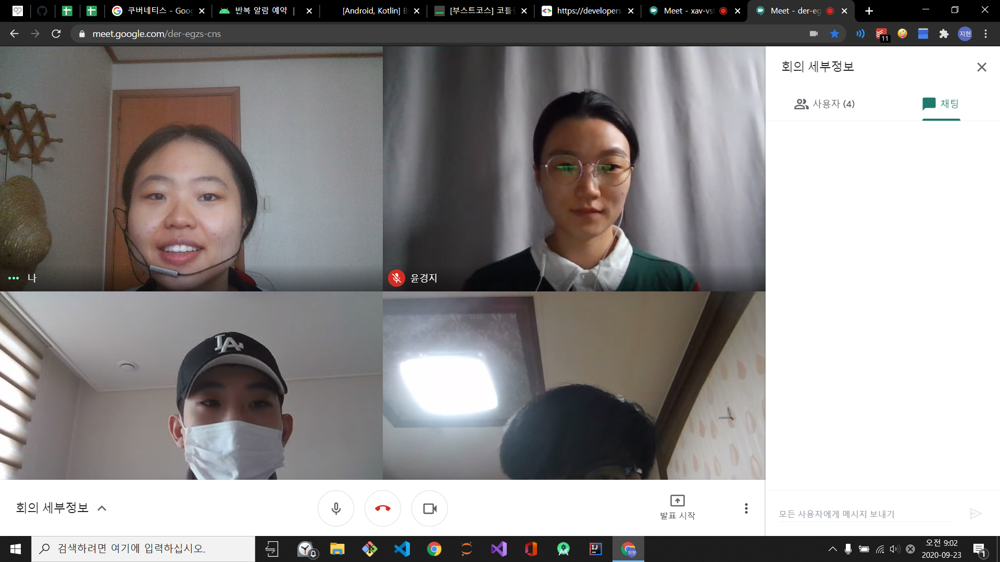 쿠버네티스 - Goo
반복 알람 예약 |
[Android, Kotlin] B
[부스트코스] 코틀
https://developers
Meet - xav-vs
Meet - der-eg
meet.google.com/der-egzs-cns
11
지현
회의 세부정보
사용자 (4)
채팅
나
윤경지
LA
회의 세부정보
발표 시작
모든 사용자에게 메시지 보내기
검색하려면 여기에 입력하십시오.
IJ
지현
오전 9:02
2020-09-23
1